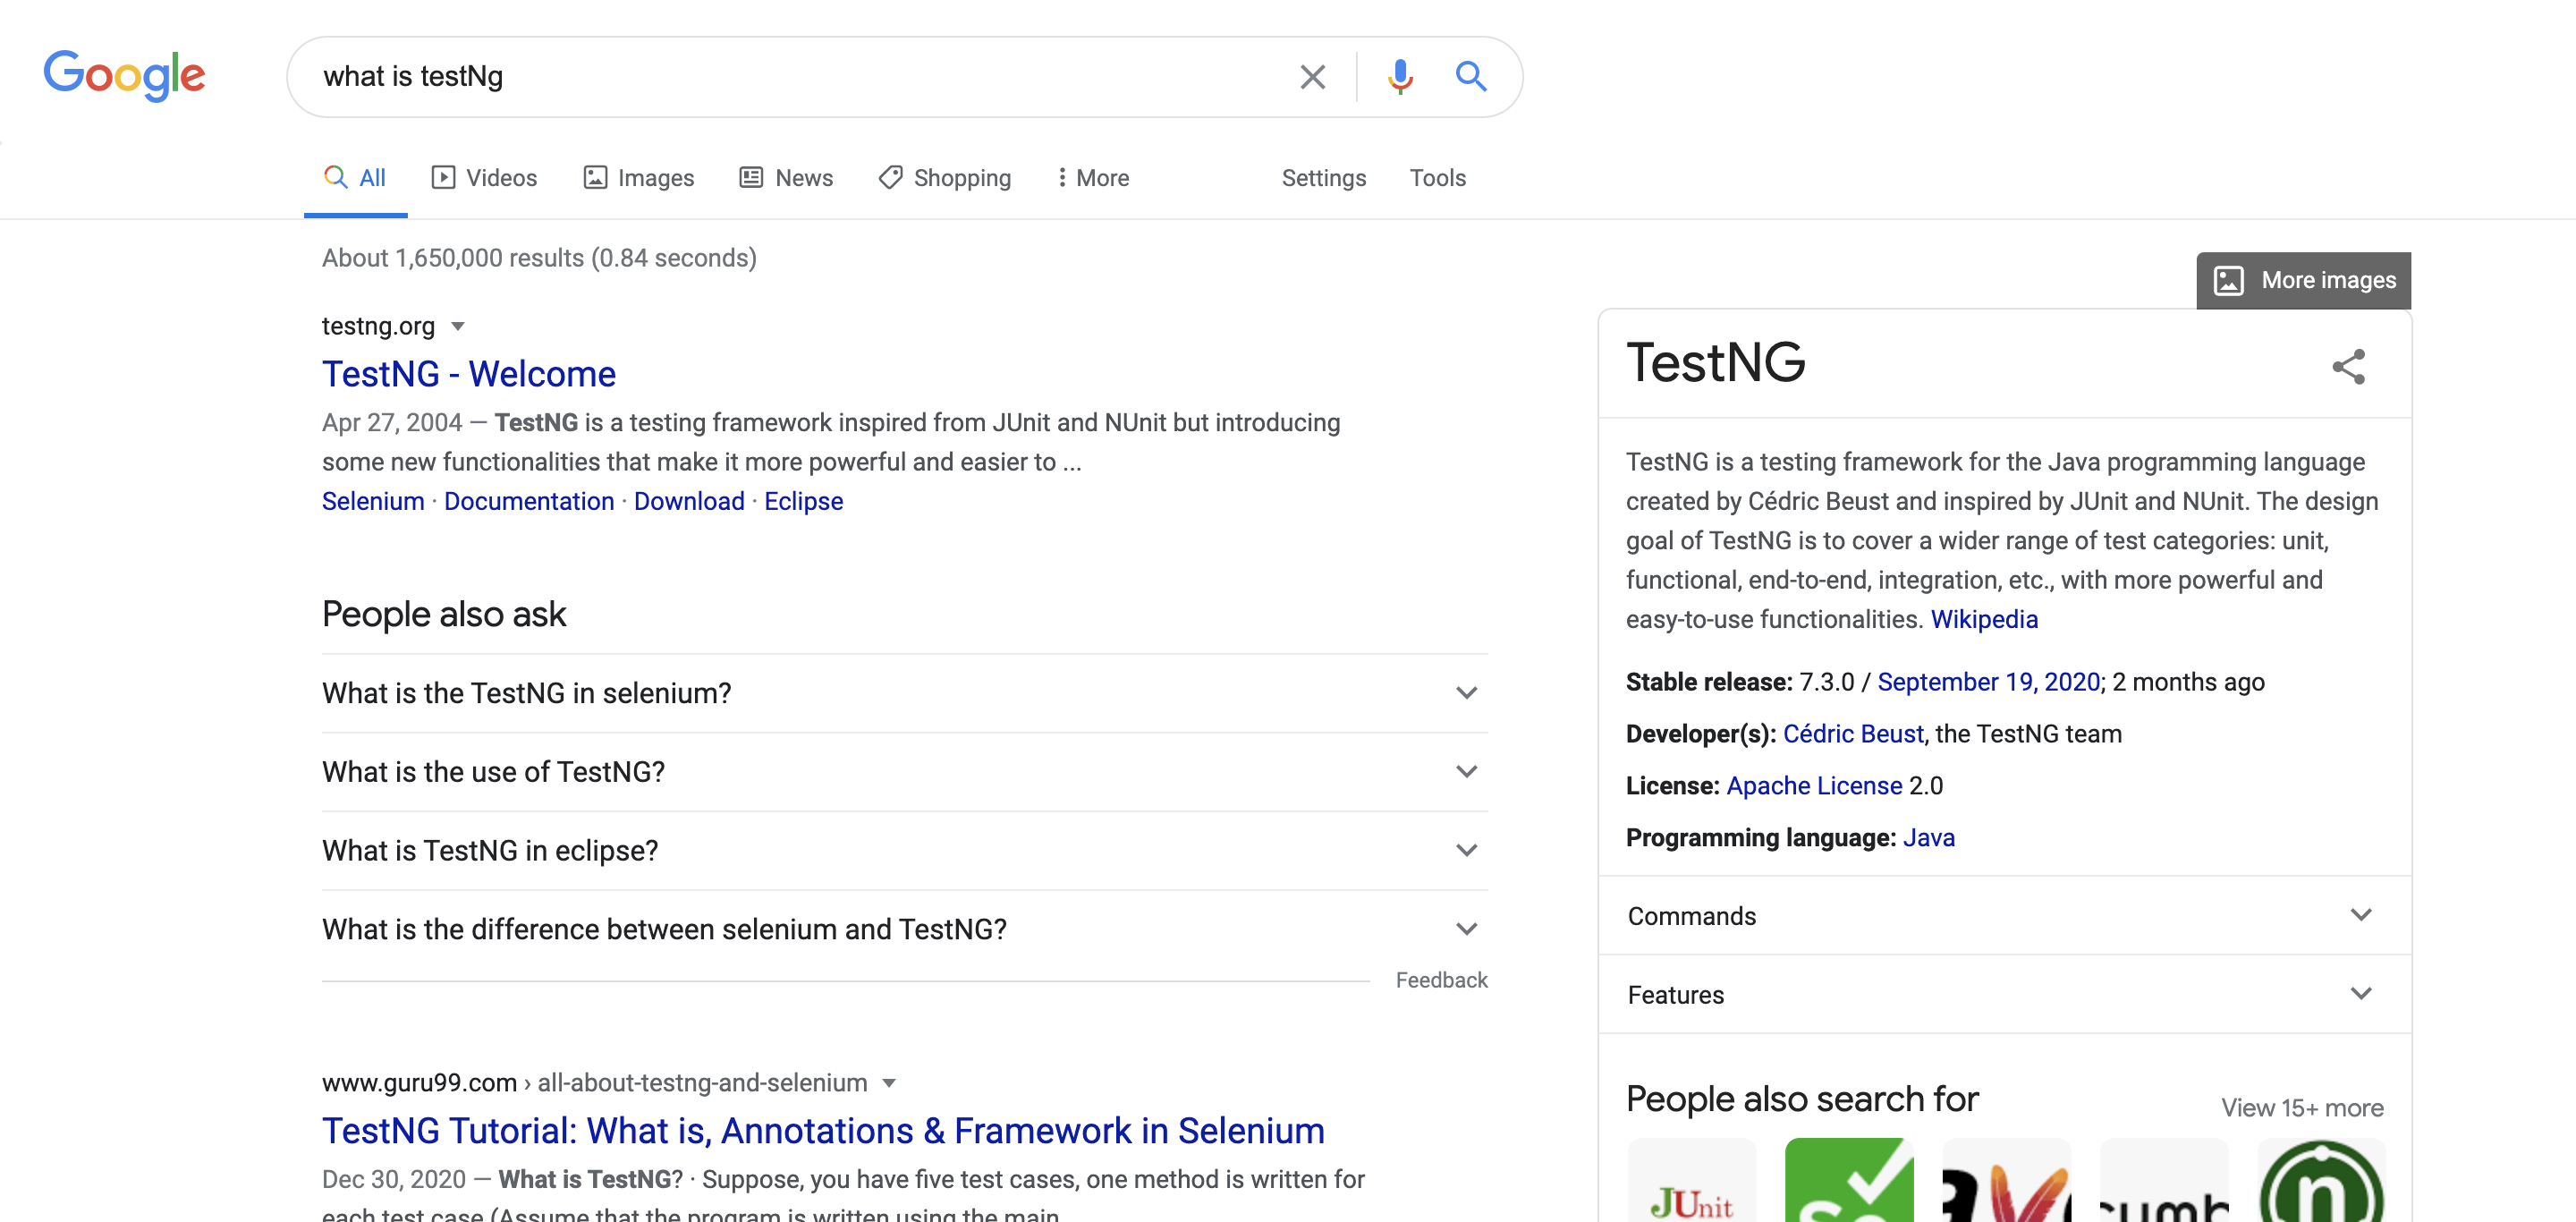 Google
what is testNg
All
Videos
Images
News
Shopping
More
Settings
Tools
About 1,650,000 results (0.84 seconds)
testng.org
TestNG - Welcome
Apr 27, 2004 — TestNG is a testing framework inspired from JUnit and NUnit but introducing
some new functionalities that make it more powerful and easier to ...
Selenium · Documentation · Download · Eclipse
People also ask
What is the TestNG in selenium?
What is the use of TestNG?
What is TestNG in eclipse?
What is the difference between selenium and TestNG?
Feedback
www.guru99.com › all-about-testng-and-selenium
TestNG Tutorial: What is, Annotations & Framework in Selenium
Dec 30, 2020 — What is TestNG? · Suppose, you have five test cases, one method is written for
each test case (Assume that the program is written using the main
More images
TestNG
TestNG is a testing framework for the Java programming language
created by Cédric Beust and inspired by JUnit and NUnit. The design
goal of TestNG is to cover a wider range of test categories: unit,
functional, end-to-end, integration, etc., with more powerful and
easy-to-use functionalities. Wikipedia
Stable release: 7.3.0 / September 19, 2020; 2 months ago
Developer(s): Cédric Beust, the TestNG team
License: Apache License 2.0
Programming language: Java
Commands
Features
People also search for
View 15+ more
JUnit
n